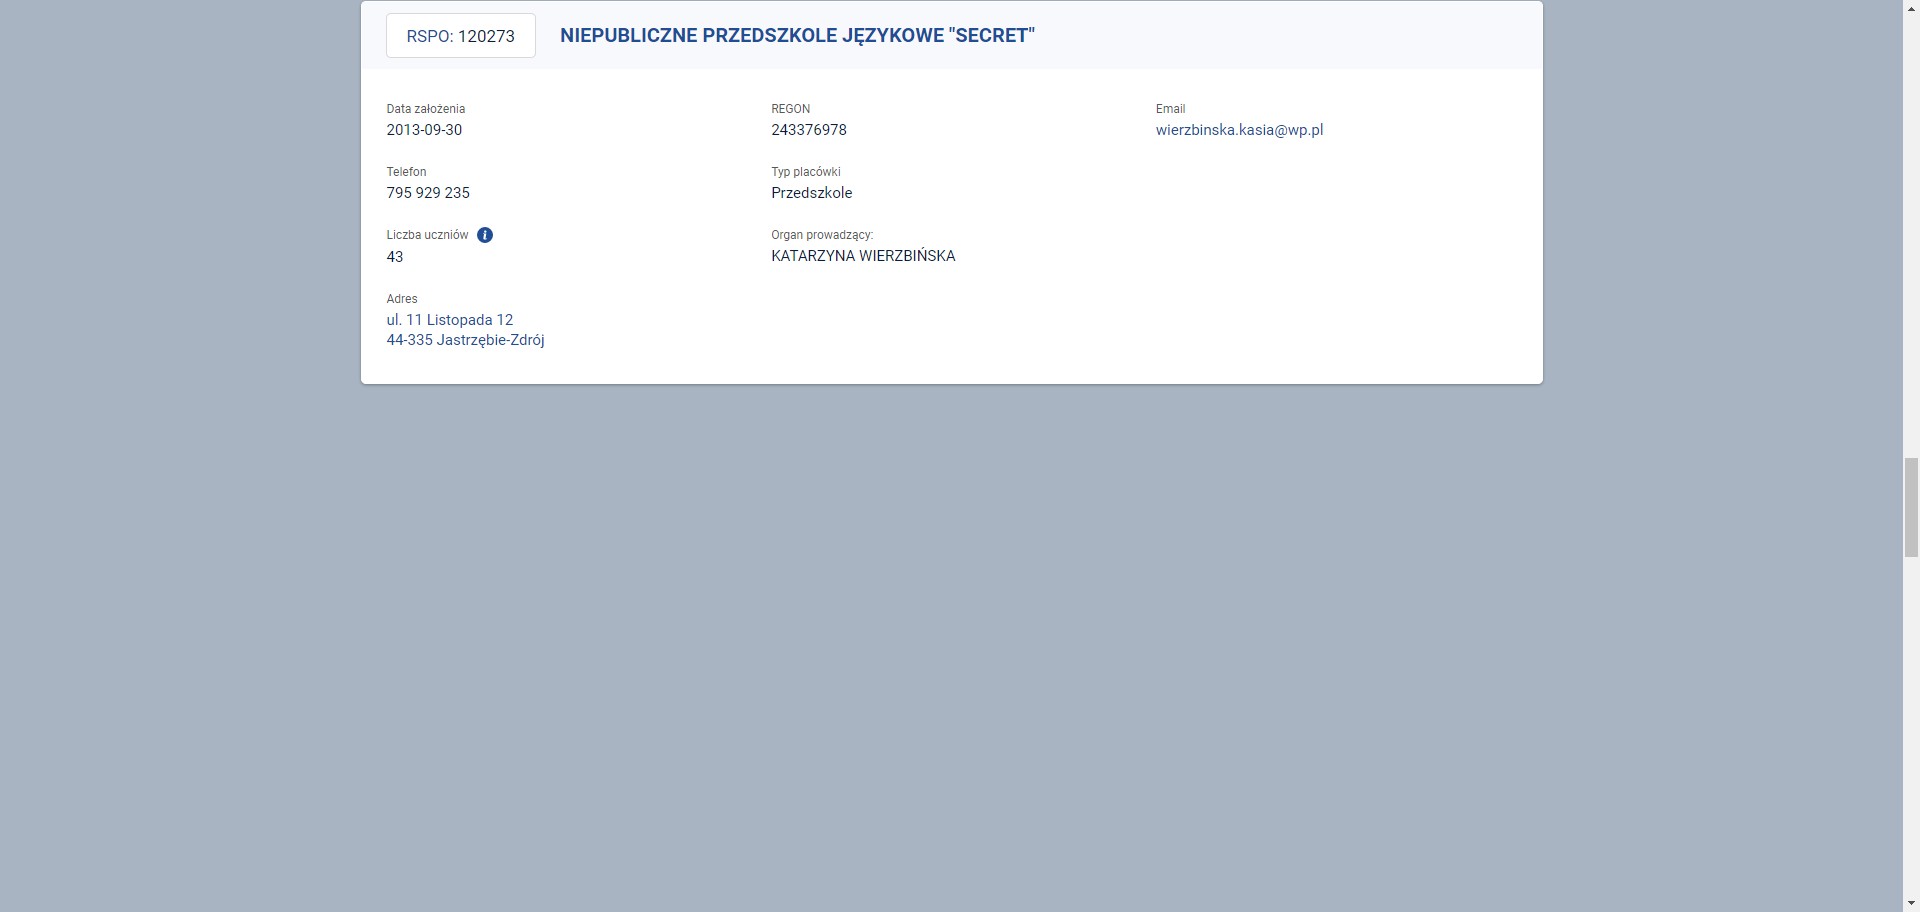 RSPO: 120273
NIEPUBLICZNE PRZEDSZKOLE JĘZYKOWE "SECRET"
Data założenia
2013-09-30
REGON
243376978
Email
wierzbinska.kasia@wp.pl
Telefon
795 929 235
Typ placówki
Przedszkole
Liczba uczniów i
43
Organ prowadzący:
KATARZYNA WIERZBIŃSKA
Adres
ul. 11 Listopada 12
44-335 Jastrzębie-Zdrój